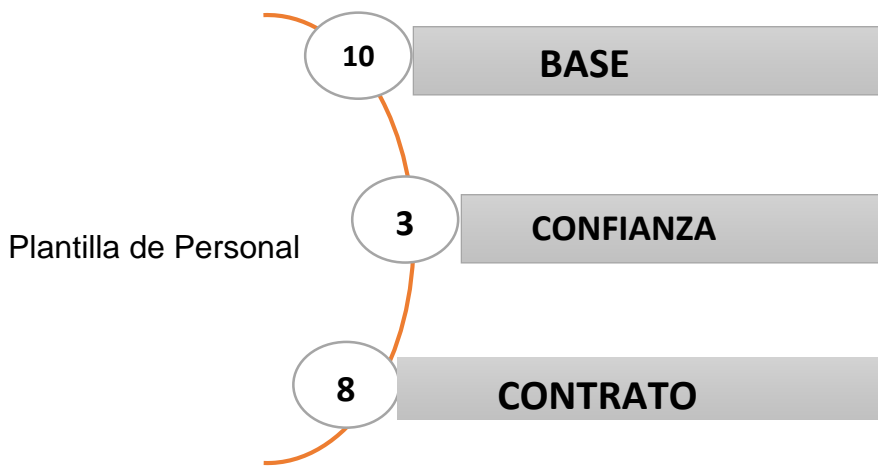 10
BASE
3
CONFIANZA
Plantilla de Personal
8
CONTRATO